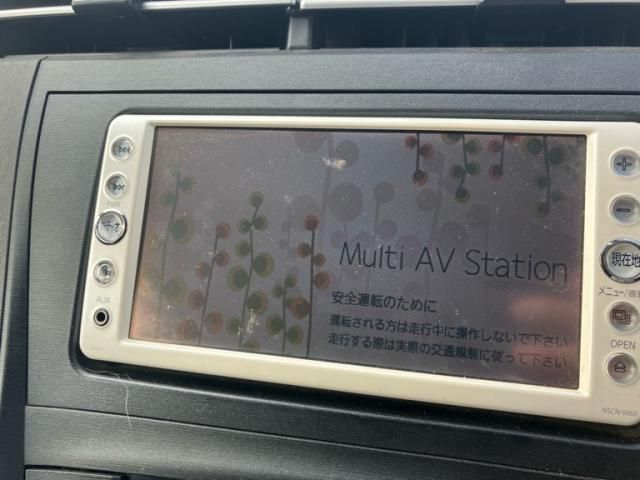 Multi AV Station
安全運転のために
運転される方は走行中に操作しないで下さい
走行する際は実際の交通規制に従って下さい
AUX
現在地
メニュー/画
OPEN
NSCN-W60